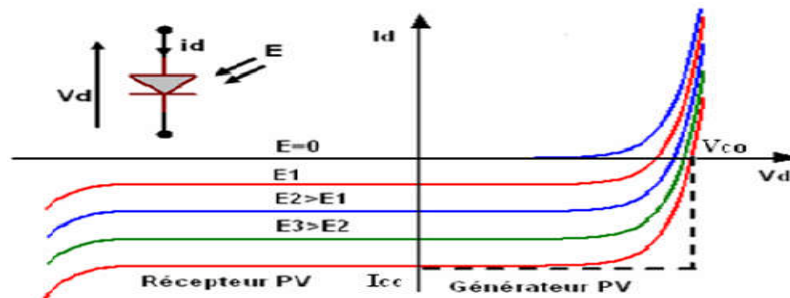 Id
id
E
Vd
E=0
Vco
Vd
E1
E2>E1
E3>E2
Récepteur PV
Icc
Générateur PV